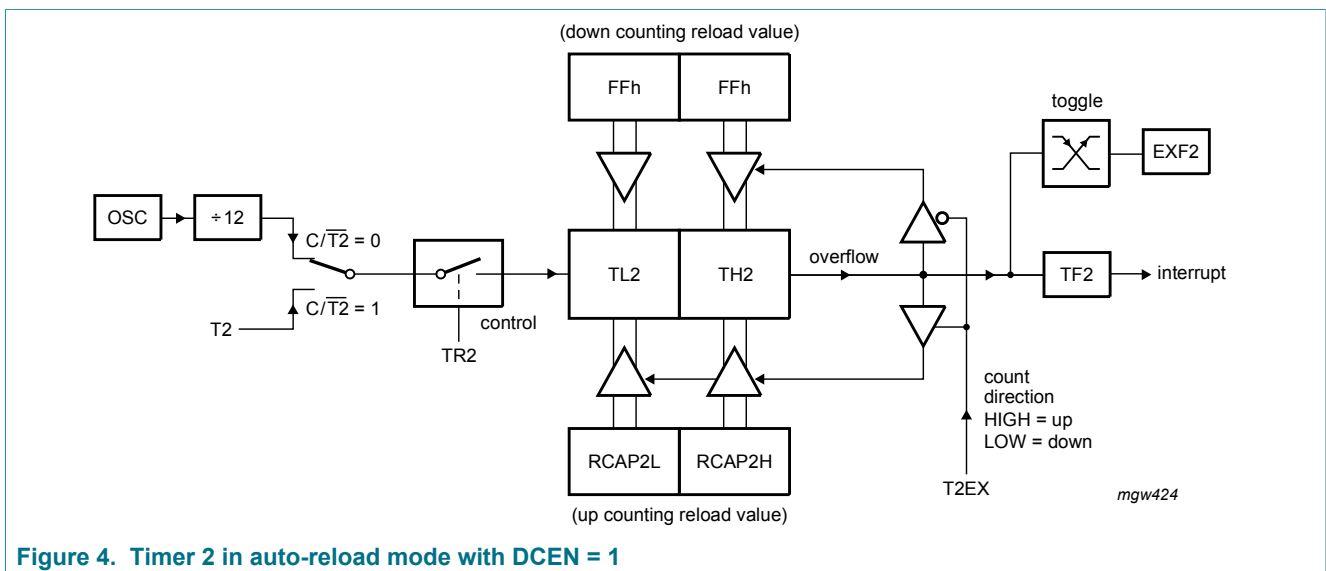 (down counting reload value)
FFh FFh
toggle
EXF2
OSC ÷12
C/T2 = 0
C/T2 = 1
T2
control
TR2
TL2 TH2
overflow
TF2 interrupt
count
direction
HIGH = up
LOW = down
RCAP2L RCAP2H
T2EX
(up counting reload value)
mgw424
Figure 4. Timer 2 in auto-reload mode with DCEN = 1